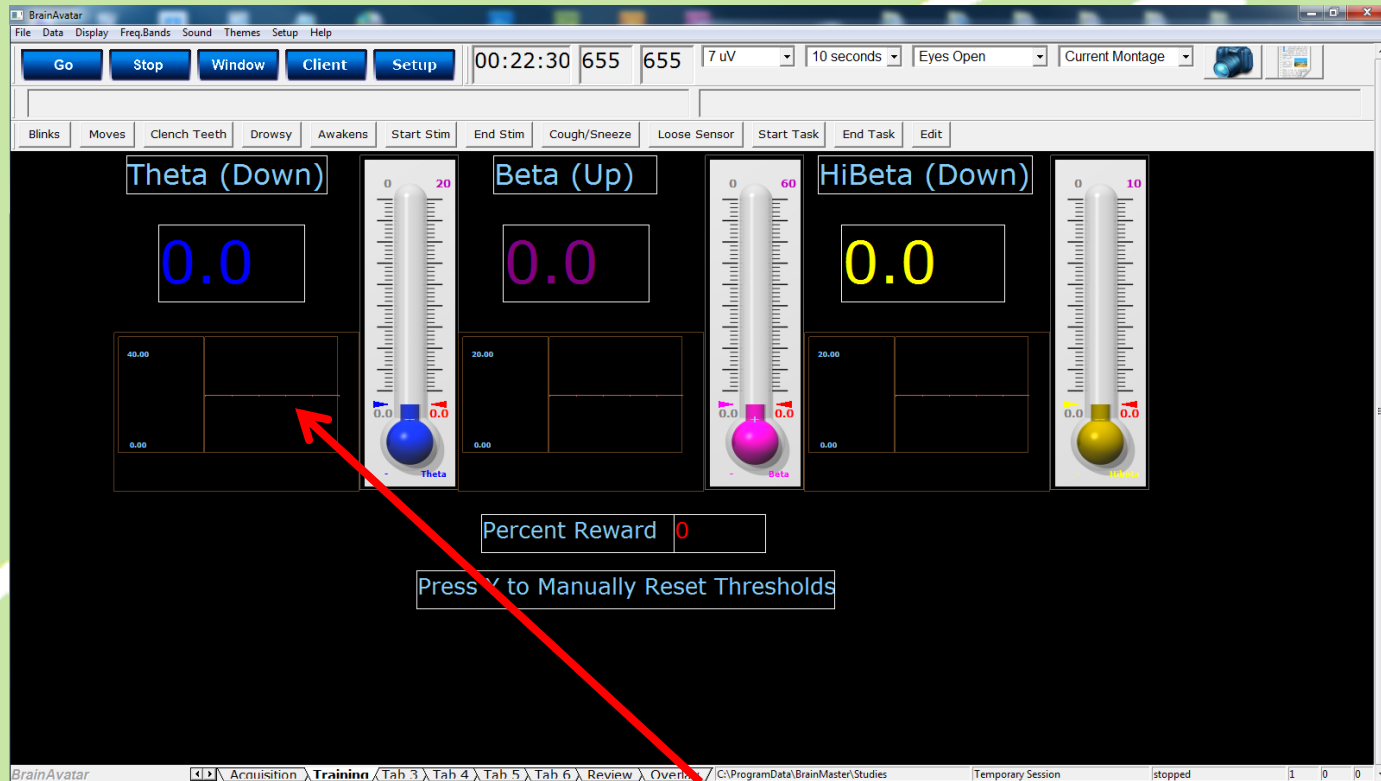 BrainAvatar
File Data Display Freq.Bands Sound Themes Setup Help
Go Stop Window Client Setup 00:22:30 655 655 7 uV 10 seconds Eyes Open Current Montage
Blinks Moves Clench Teeth Drowsy Awakens Start Stim End Stim Cough/Sneeze Loose Sensor Start Task End Task Edit
Theta (Down) 0 20 Beta (Up) 0 60 HiBeta (Down) 0 10
0.0 0.0 0.0
40.00 20.00 20.00
0.0 0.0 0.0 0.0 0.0 0.0
0.00 0.00 0.00
- Theta - Beta Hibeta
Percent Reward 0
Press Y to Manually Reset Thresholds
BrainAvatar Acquisition Training Tab 3 Tab 4 Tab 5 Tab 6 Review C:\ProgramData\BrainMaster\Studies Temporary Session stopped 1 0 0